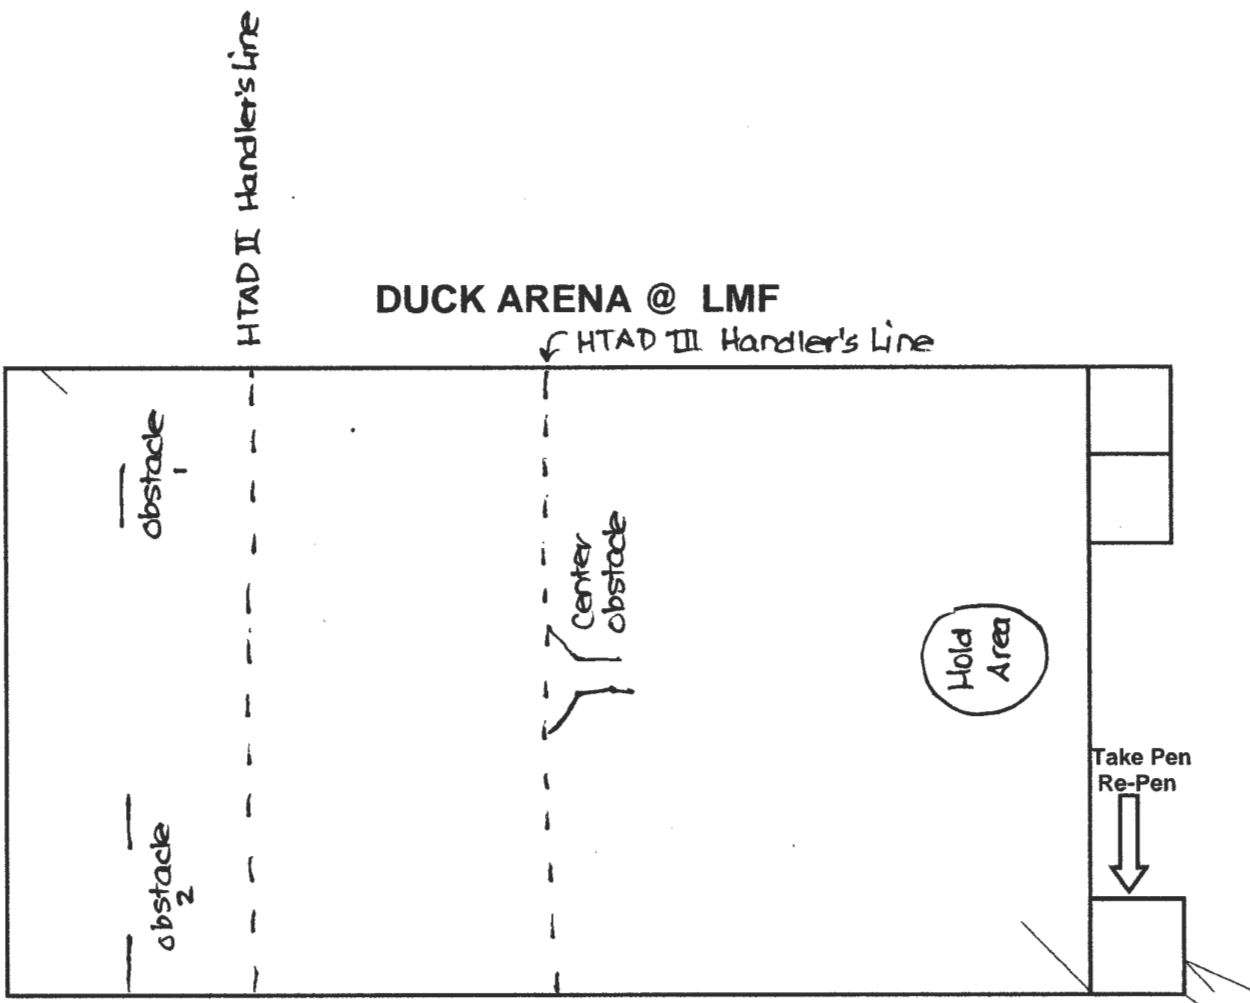 HTAD II Handler's Line
DUCK ARENA @ LMF
HTAD III Handler's Line
obstacle
1
Center
obstacle
Hold
Area
Take Pen
Re-Pen
obstacle
2